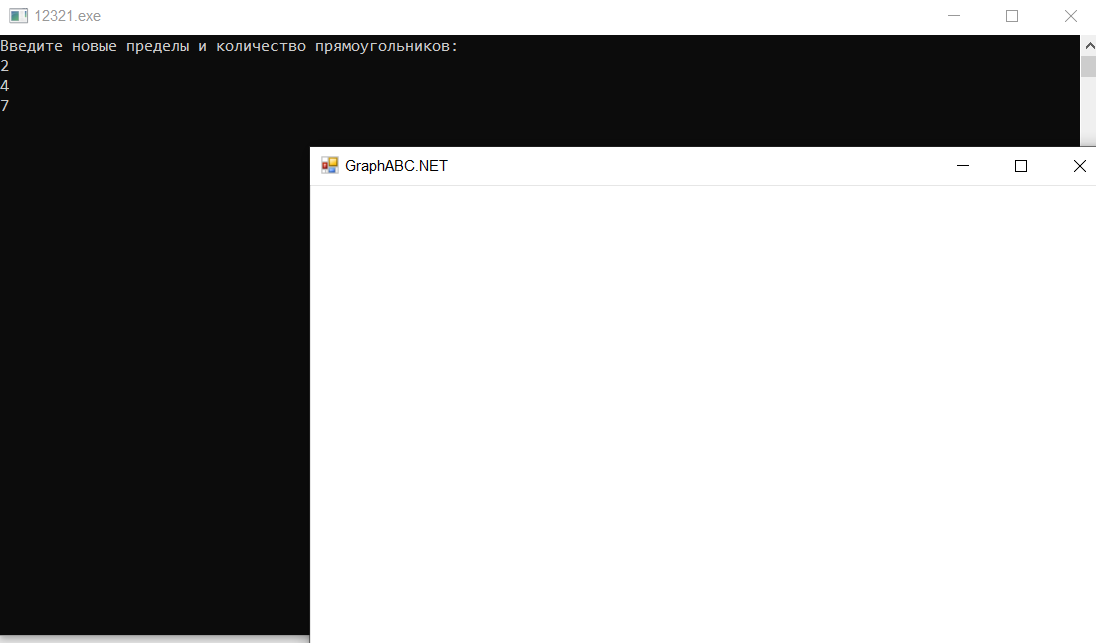 12321.exe
Введите новые пределы и количество прямоугольников:
2
4
7
GraphABC.NET